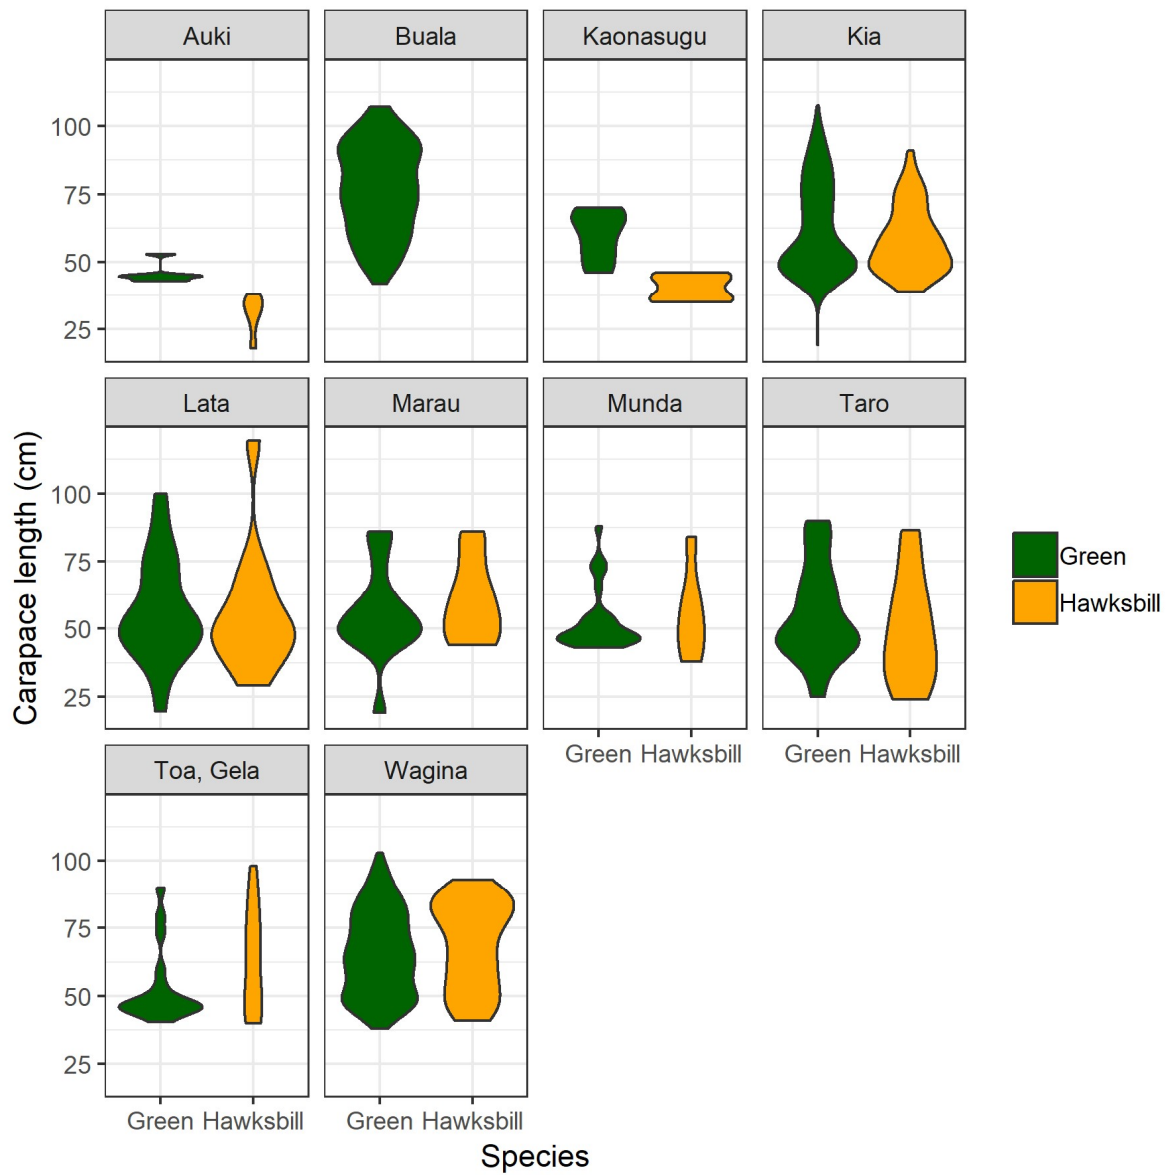 Auki Buala Kaonasugu Kia
100
75
50
25
Lata Marau Munda Taro
100
75
50
25
Green Hawksbill Green Hawksbill
Toa, Gela Wagina
100
75
50
25
Green Hawksbill Green Hawksbill
Species
Carapace length (cm)
Green
Hawksbill